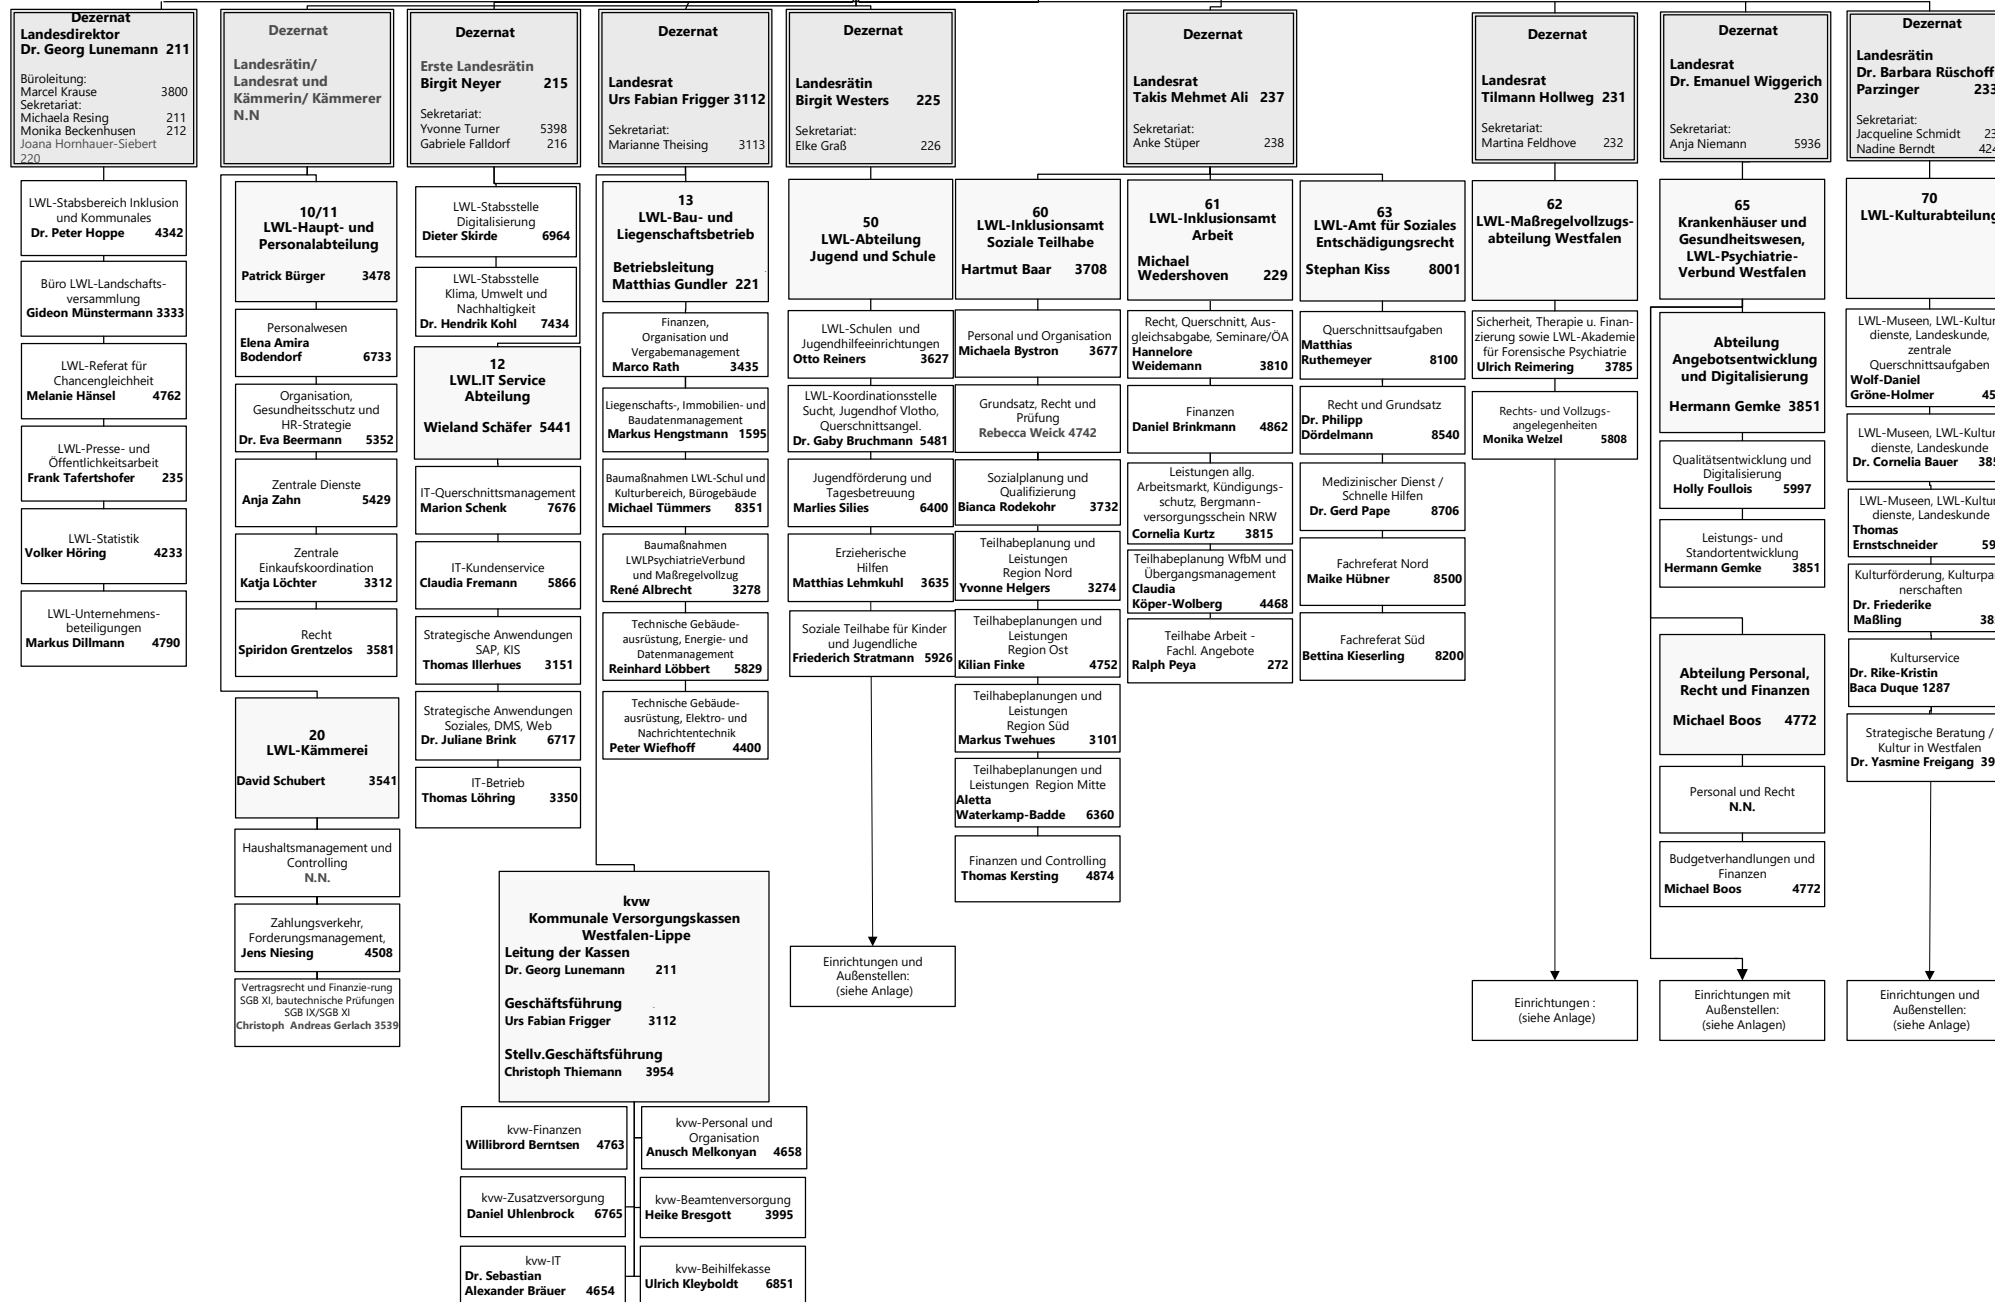 Dezernat
Landesdirektor
Dr. Georg Lunemann 211
Büroleitung:
Marcel Krause 3800
Sekretariat:
Michaela Resing 211
Monika Beckenhusen 212
Joana Hornhauer-Siebert
220
LWL-Stabsbereich Inklusion
und Kommunales
Dr. Peter Hoppe 4342
Büro LWL-Landschafts-
versammlung
Gideon Münstermann 3333
LWL-Referat für
Chancengleichheit
Melanie Hänsel 4762
LWL-Presse- und
Öffentlichkeitsarbeit
Frank Tafertshofer 235
LWL-Statistik
Volker Höring 4233
LWL-Unternehmens-
beteiligungen
Markus Dillmann 4790
Dezernat
Landesrätin/
Landesrat und
Kämmerin/ Kämmerer
N.N
10/11
LWL-Haupt- und
Personalabteilung
Patrick Bürger 3478
Personalwesen
Elena Amira
Bodendorf 6733
Organisation,
Gesundheitsschutz und
HR-Strategie
Dr. Eva Beermann 5352
Zentrale Dienste
Anja Zahn 5429
Zentrale
Einkaufskoordination
Katja Löchter 3312
Recht
Spiridon Grentzelos 3581
20
LWL-Kämmerei
David Schubert 3541
Haushaltsmanagement und
Controlling
N.N.
Zahlungsverkehr,
Forderungsmanagement,
Jens Niesing 4508
Vertragsrecht und Finanzie-rung
SGB XI, bautechnische Prüfungen
SGB IX/SGB XI
Christoph Andreas Gerlach 3539
Dezernat
Erste Landesrätin
Birgit Neyer 215
Sekretariat:
Yvonne Turner 5398
Gabriele Falldorf 216
LWL-Stabsstelle
Digitalisierung
Dieter Skirde 6964
LWL-Stabsstelle
Klima, Umwelt und
Nachhaltigkeit
Dr. Hendrik Kohl 7434
12
LWL.IT Service
Abteilung
Wieland Schäfer 5441
IT-Querschnittsmanagement
Marion Schenk 7676
IT-Kundenservice
Claudia Fremann 5866
Strategische Anwendungen
SAP, KIS
Thomas Illerhues 3151
Strategische Anwendungen
Soziales, DMS, Web
Dr. Juliane Brink 6717
IT-Betrieb
Thomas Löhring 3350
Dezernat
Landesrat
Urs Fabian Frigger 3112
Sekretariat:
Marianne Theising 3113
13
LWL-Bau- und
Liegenschaftsbetrieb
Betriebsleitung
Matthias Gundler 221
Finanzen,
Organisation und
Vergabemanagement
Marco Rath 3435
Liegenschafts-, Immobilien- und
Baudatenmanagement
Markus Hengstmann 1595
Baumaßnahmen LWL-Schul und
Kulturbereich, Bürogebäude
Michael Tümmers 8351
Baumaßnahmen
LWLPsychiatrieVerbund
und Maßregelvollzug
René Albrecht 3278
Technische Gebäude-
ausrüstung, Energie- und
Datenmanagement
Reinhard Löbbert 5829
Technische Gebäude-
ausrüstung, Elektro- und
Nachrichtentechnik
Peter Wiefhoff 4400
kvw
Kommunale Versorgungskassen
Westfalen-Lippe
Leitung der Kassen
Dr. Georg Lunemann 211
Geschäftsführung
Urs Fabian Frigger 3112
Stellv.Geschäftsführung
Christoph Thiemann 3954
kvw-Finanzen
Willibrord Berntsen 4763
kvw-Personal und
Organisation
Anusch Melkonyan 4658
kvw-Zusatzversorgung
Daniel Uhlenbrock 6765
kvw-Beamtenversorgung
Heike Bresgott 3995
kvw-IT
Dr. Sebastian
Alexander Bräuer 4654
kvw-Beihilfekasse
Ulrich Kleyboldt 6851
Dezernat
Landesrätin
Birgit Westers 225
Sekretariat:
Elke Graß 226
50
LWL-Abteilung
Jugend und Schule
LWL-Schulen und
Jugendhilfeeinrichtungen
Otto Reiners 3627
LWL-Koordinationsstelle
Sucht, Jugendhof Vlotho,
Querschnittsangel.
Dr. Gaby Bruchmann 5481
Jugendförderung und
Tagesbetreuung
Marlies Silies 6400
Erzieherische
Hilfen
Matthias Lehmkuhl 3635
Soziale Teilhabe für Kinder
und Jugendliche
Friederich Stratmann 5926
Einrichtungen und
Außenstellen:
(siehe Anlage)
Dezernat
Landesrat
Takis Mehmet Ali 237
Sekretariat:
Anke Stüper 238
60
LWL-Inklusionsamt
Soziale Teilhabe
Hartmut Baar 3708
Personal und Organisation
Michaela Bystron 3677
Grundsatz, Recht und
Prüfung
Rebecca Weick 4742
Sozialplanung und
Qualifizierung
Bianca Rodekohr 3732
Teilhabeplanung und
Leistungen
Region Nord
Yvonne Helgers 3274
Teilhabeplanungen und
Leistungen
Region Ost
Kilian Finke 4752
Teilhabeplanungen und
Leistungen
Region Süd
Markus Twehues 3101
Teilhabeplanungen und
Leistungen Region Mitte
Aletta
Waterkamp-Badde 6360
Finanzen und Controlling
Thomas Kersting 4874
61
LWL-Inklusionsamt
Arbeit
Michael
Wedershoven 229
Recht, Querschnitt, Aus-
gleichsabgabe, Seminare/ÖA
Hannelore
Weidemann 3810
Finanzen
Daniel Brinkmann 4862
Leistungen allg.
Arbeitsmarkt, Kündigungs-
schutz, Bergmann-
versorgungsschein NRW
Cornelia Kurtz 3815
Teilhabeplanung WfbM und
Übergangsmanagement
Claudia
Köper-Wolberg 4468
Teilhabe Arbeit -
Fachl. Angebote
Ralph Peya 272
63
LWL-Amt für Soziales
Entschädigungsrecht
Stephan Kiss 8001
Querschnittsaufgaben
Matthias
Ruthemeyer 8100
Recht und Grundsatz
Dr. Philipp
Dördelmann 8540
Medizinischer Dienst /
Schnelle Hilfen
Dr. Gerd Pape 8706
Fachreferat Nord
Maike Hübner 8500
Fachreferat Süd
Bettina Kieserling 8200
Dezernat
Landesrat
Tilmann Hollweg 231
Sekretariat:
Martina Feldhove 232
62
LWL-Maßregelvollzugs-
abteilung Westfalen
Sicherheit, Therapie u. Finan-
zierung sowie LWL-Akademie
für Forensische Psychiatrie
Ulrich Reimering 3785
Rechts- und Vollzugs-
angelegenheiten
Monika Welzel 5808
Einrichtungen :
(siehe Anlage)
Dezernat
Landesrat
Dr. Emanuel Wiggerich
230
Sekretariat:
Anja Niemann 5936
65
Krankenhäuser und
Gesundheitswesen,
LWL-Psychiatrie-
Verbund Westfalen
Abteilung
Angebotsentwicklung
und Digitalisierung
Hermann Gemke 3851
Qualitätsentwicklung und
Digitalisierung
Holly Foullois 5997
Leistungs- und
Standortentwicklung
Hermann Gemke 3851
Abteilung Personal,
Recht und Finanzen
Michael Boos 4772
Personal und Recht
N.N.
Budgetverhandlungen und
Finanzen
Michael Boos 4772
Einrichtungen mit
Außenstellen:
(siehe Anlagen)
Dezernat
Landesrätin
Dr. Barbara Rüschoff
Parzinger 233
Sekretariat:
Jacqueline Schmidt 23
Nadine Berndt 424
70
LWL-Kulturabteilung
LWL-Museen, LWL-Kultur
dienste, Landeskunde,
zentrale
Querschnittsaufgaben
Wolf-Daniel
Gröne-Holmer 45
LWL-Museen, LWL-Kultur
dienste, Landeskunde
Dr. Cornelia Bauer 385
LWL-Museen, LWL-Kultur
dienste, Landeskunde
Thomas
Ernstschneider 59
Kulturförderung, Kulturpa
nerschaften
Dr. Friederike
Maßling 38
Kulturservice
Dr. Rike-Kristin
Baca Duque 1287
Strategische Beratung /
Kultur in Westfalen
Dr. Yasmine Freigang 39
Einrichtungen und
Außenstellen:
(siehe Anlage)